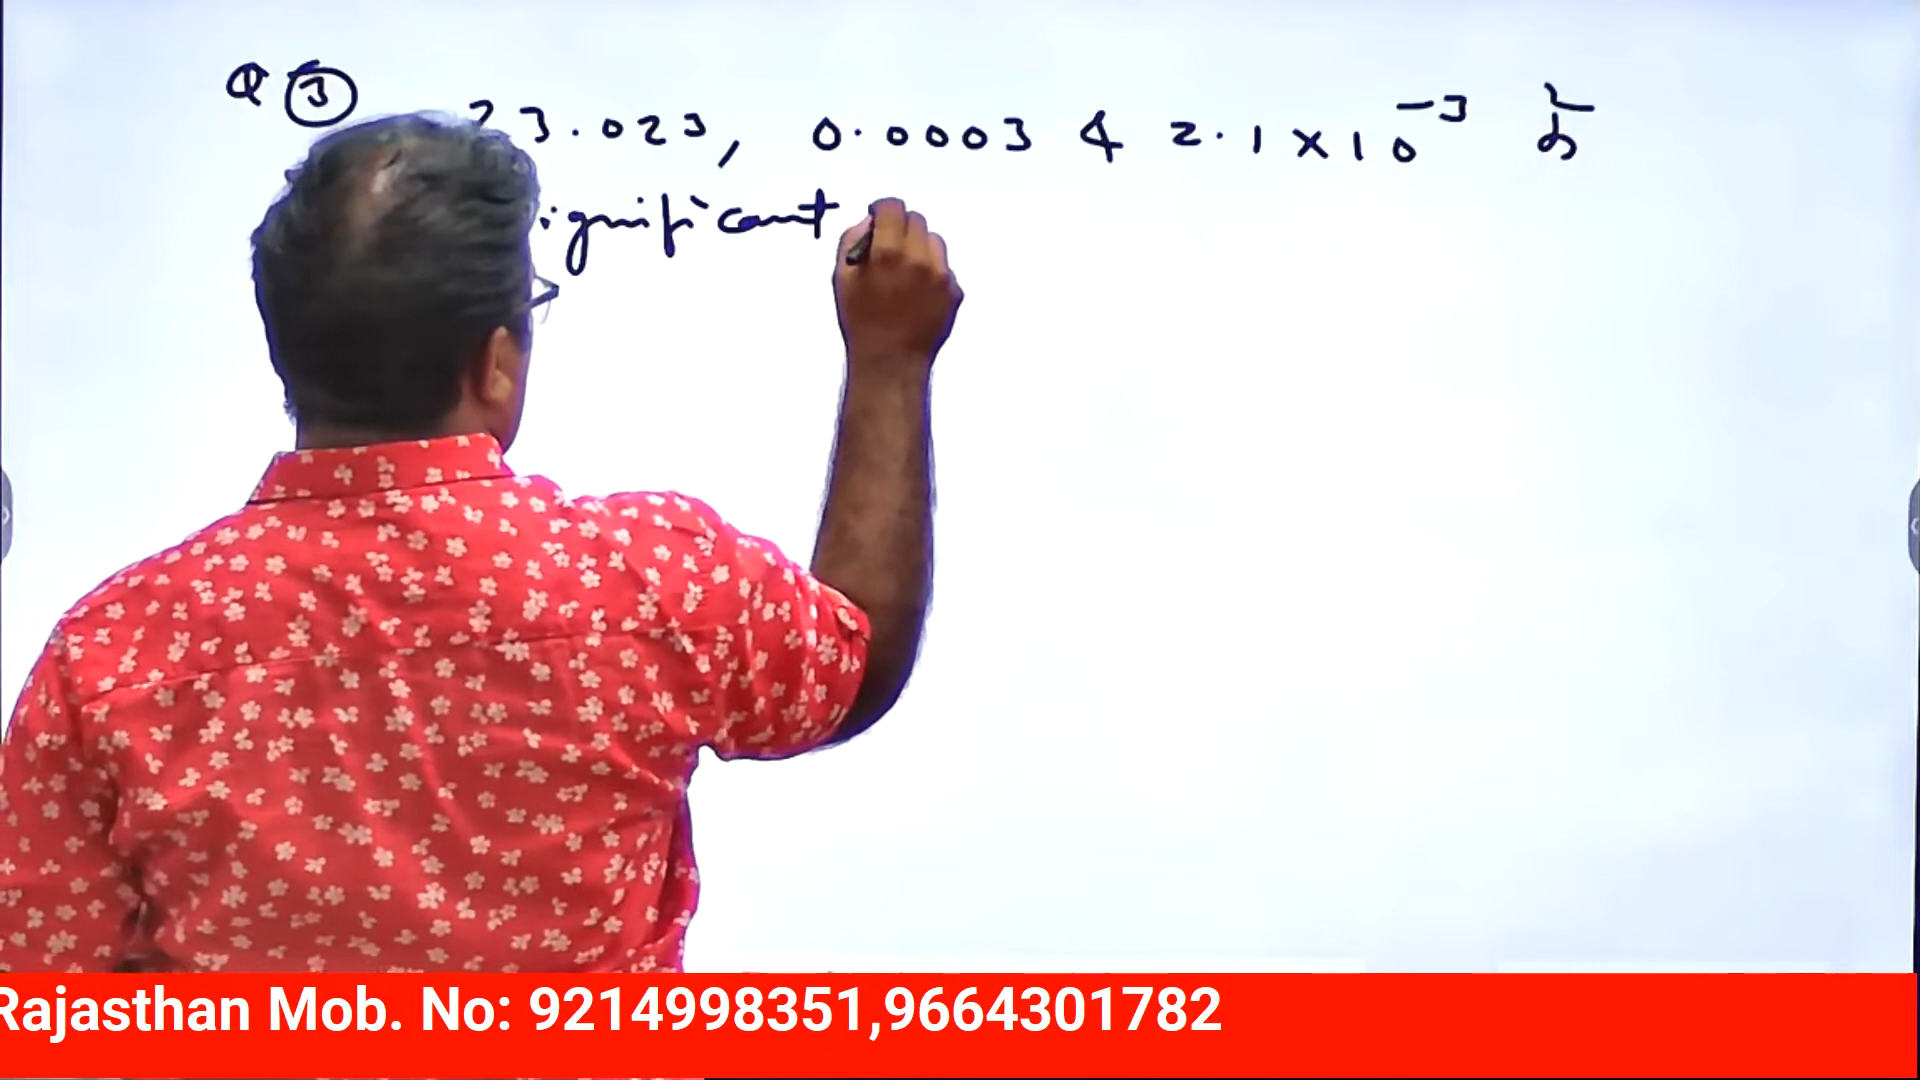 Q ③ 23.023, 0.0003 & 2.1 × 10⁻³ के
significant
Rajasthan Mob. No: 9214998351,9664301782